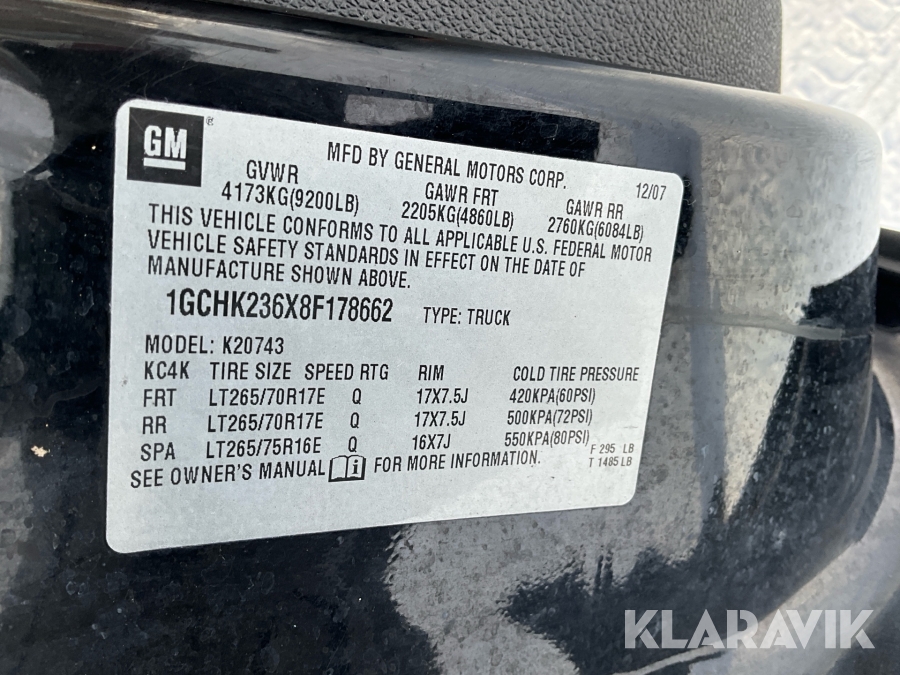 GM ®
MFD BY GENERAL MOTORS CORP. 12/07
GVWR GAWR FRT GAWR RR
4173KG(9200LB) 2205KG(4860LB) 2760KG(6084LB)
THIS VEHICLE CONFORMS TO ALL APPLICABLE U.S. FEDERAL MOTOR
VEHICLE SAFETY STANDARDS IN EFFECT ON THE DATE OF
MANUFACTURE SHOWN ABOVE.
1GCHK236X8F178662 TYPE: TRUCK
MODEL: K20743
KC4K TIRE SIZE SPEED RTG RIM COLD TIRE PRESSURE
FRT LT265/70R17E Q 17X7.5J 420KPA(60PSI)
RR LT265/70R17E Q 17X7.5J 500KPA(72PSI)
SPA LT265/75R16E Q 16X7J 550KPA(80PSI)
F 295 LB
T 1485 LB
SEE OWNER'S MANUAL FOR MORE INFORMATION.
KLARAVIK